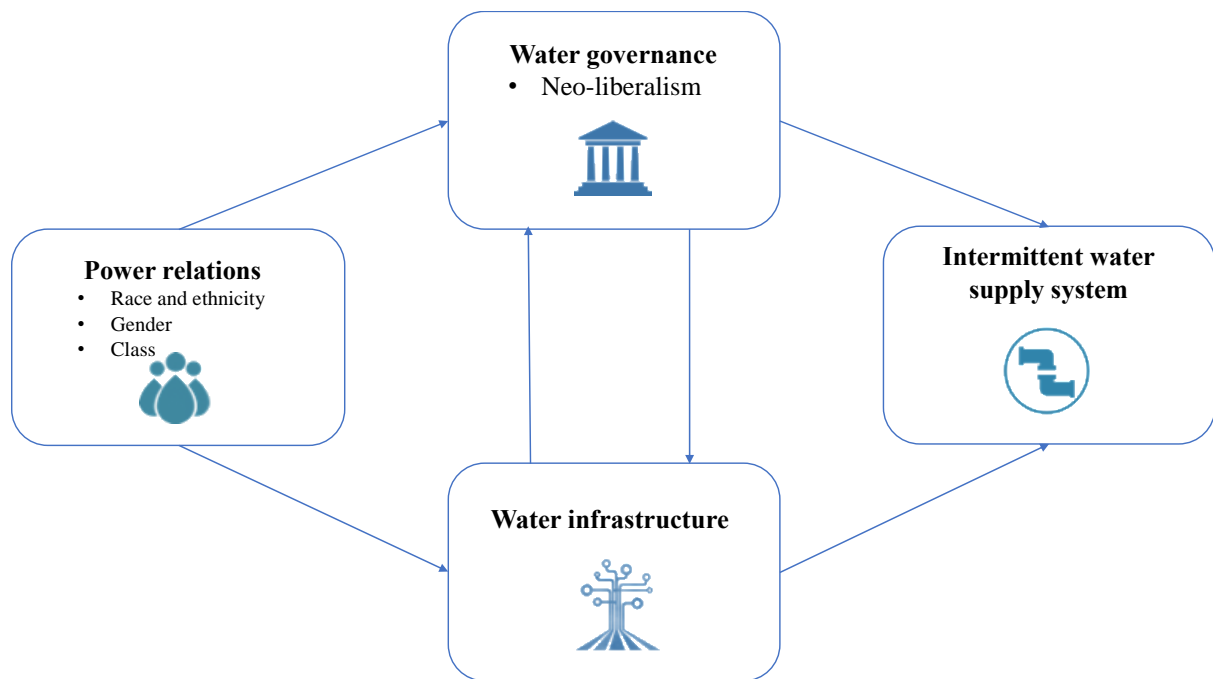 Water governance
• Neo-liberalism
Power relations
• Race and ethnicity
• Gender
• Class
Intermittent water
supply system
Water infrastructure